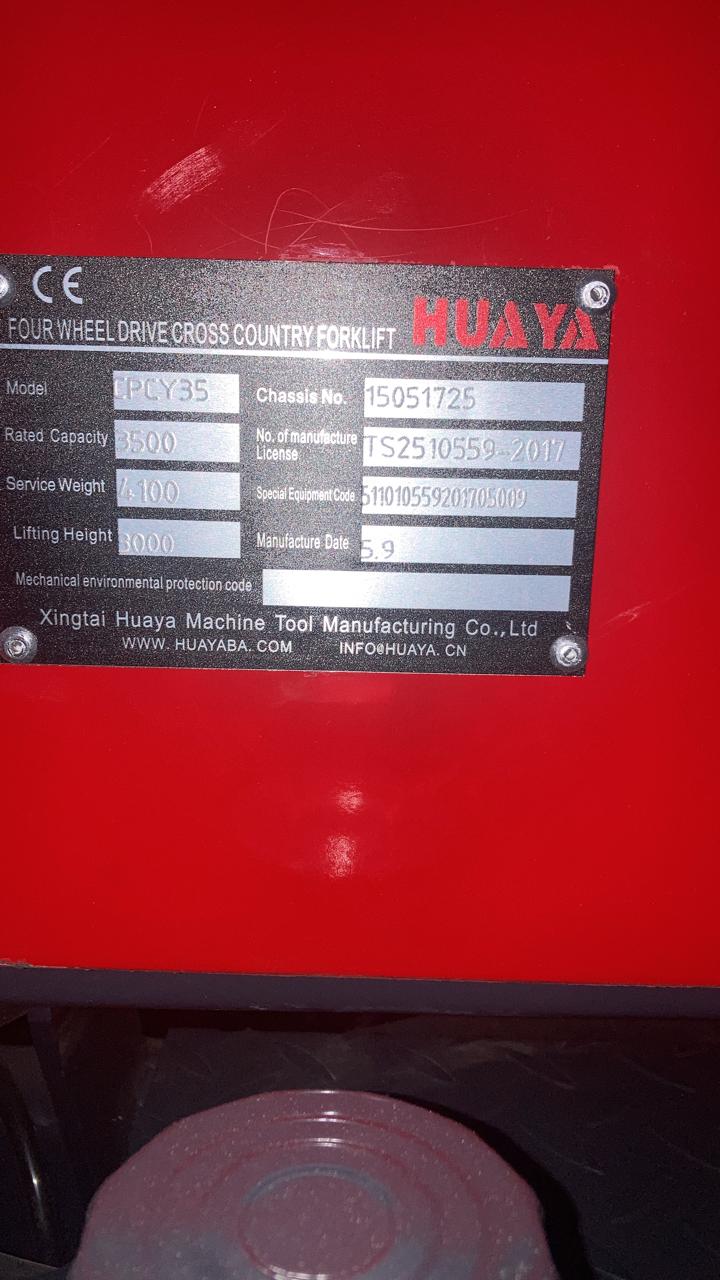 CE
FOUR WHEEL DRIVE CROSS COUNTRY FORKLIFT HUAYA
Model CPCY35 Chassis No. 15051725
Rated Capacity 3500 No. of manufacture License TS2510559-2017
Service Weight 4100 Special Equipment Code 511010559201705009
Lifting Height 3000 Manufacture Date 5.9
Mechanical environmental protection code
Xingtai Huaya Machine Tool Manufacturing Co.,Ltd
WWW. HUAYABA. COM INFO@HUAYA. CN